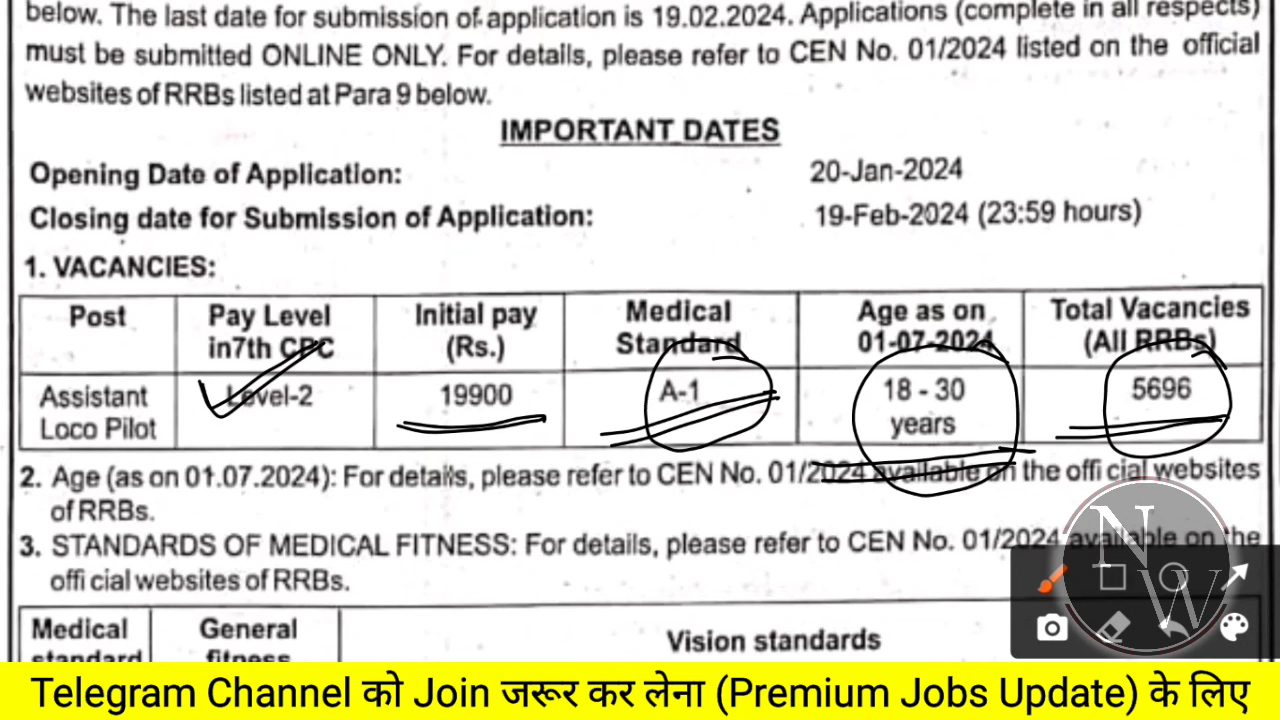 below. The last date for submission of application is 19.02.2024. Applications (complete in all respects)
must be submitted ONLINE ONLY. For details, please refer to CEN No. 01/2024 listed on the official
websites of RRBs listed at Para 9 below.
IMPORTANT DATES
Opening Date of Application: 20-Jan-2024
Closing date for Submission of Application: 19-Feb-2024 (23:59 hours)
1. VACANCIES:
Post Pay Level Initial pay Medical Age as on Total Vacancies
in7th CPC (Rs.) Standard 01-07-2024 (All RRBs)
Assistant Level-2 19900 A-1 18 - 30 5696
Loco Pilot years
2. Age (as on 01.07.2024): For details, please refer to CEN No. 01/2024 available on the offi cial websites
of RRBs.
3. STANDARDS OF MEDICAL FITNESS: For details, please refer to CEN No. 01/2024 available on the
offi cial websites of RRBs.
Medical General Vision standards
standard fitness
N
W
Telegram Channel को Join जरूर कर लेना (Premium Jobs Update) के लिए